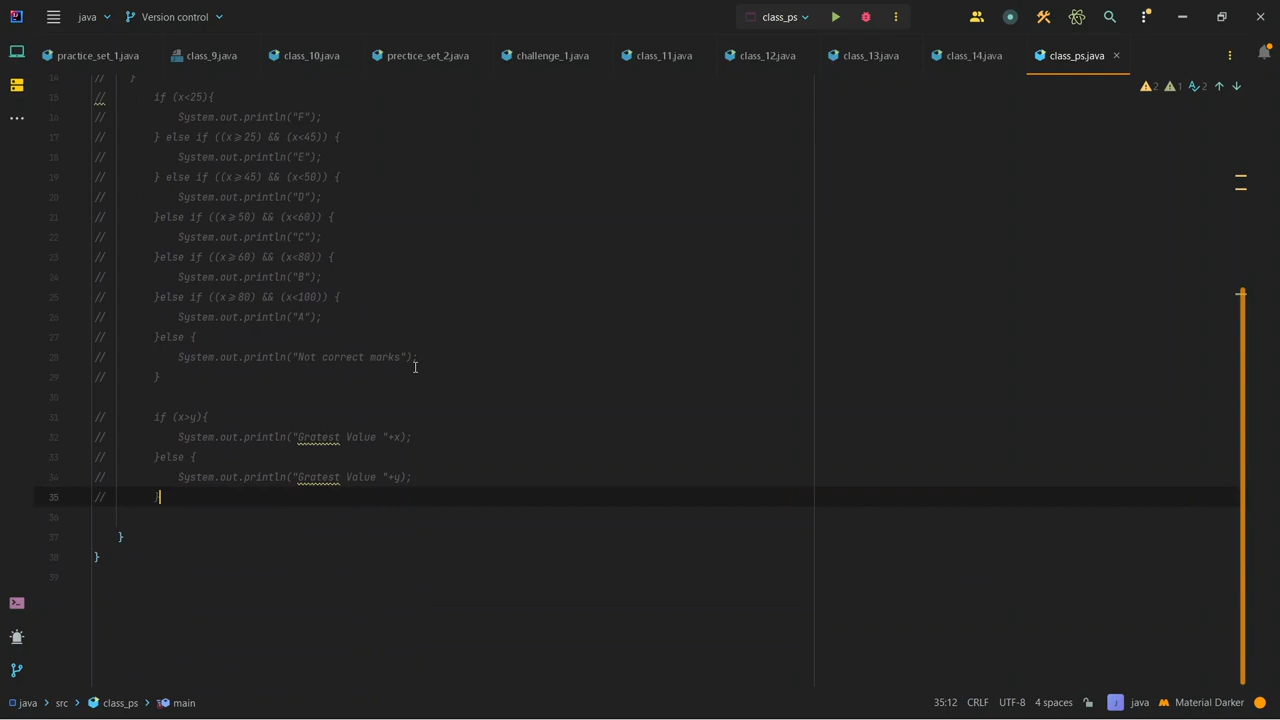 java
Version control
class_ps
practice_set_1.java
class_9.java
class_10.java
prectice_set_2.java
challenge_1.java
class_11.java
class_12.java
class_13.java
class_14.java
class_ps.java
2 1 2
14 // }
15 // if (x<25){
16 // System.out.println("F");
17 // } else if ((x>=25) && (x<45)) {
18 // System.out.println("E");
19 // } else if ((x>=45) && (x<50)) {
20 // System.out.println("D");
21 // }else if ((x>=50) && (x<60)) {
22 // System.out.println("C");
23 // }else if ((x>=60) && (x<80)) {
24 // System.out.println("B");
25 // }else if ((x>=80) && (x<100)) {
26 // System.out.println("A");
27 // }else {
28 // System.out.println("Not correct marks");
29 // }
30
31 // if (x>y){
32 // System.out.println("Gratest Value "+x);
33 // }else {
34 // System.out.println("Gratest Value "+y);
35 // }
36
37 }
38 }
39
java > src > class_ps > main
35:12 CRLF UTF-8 4 spaces java Material Darker